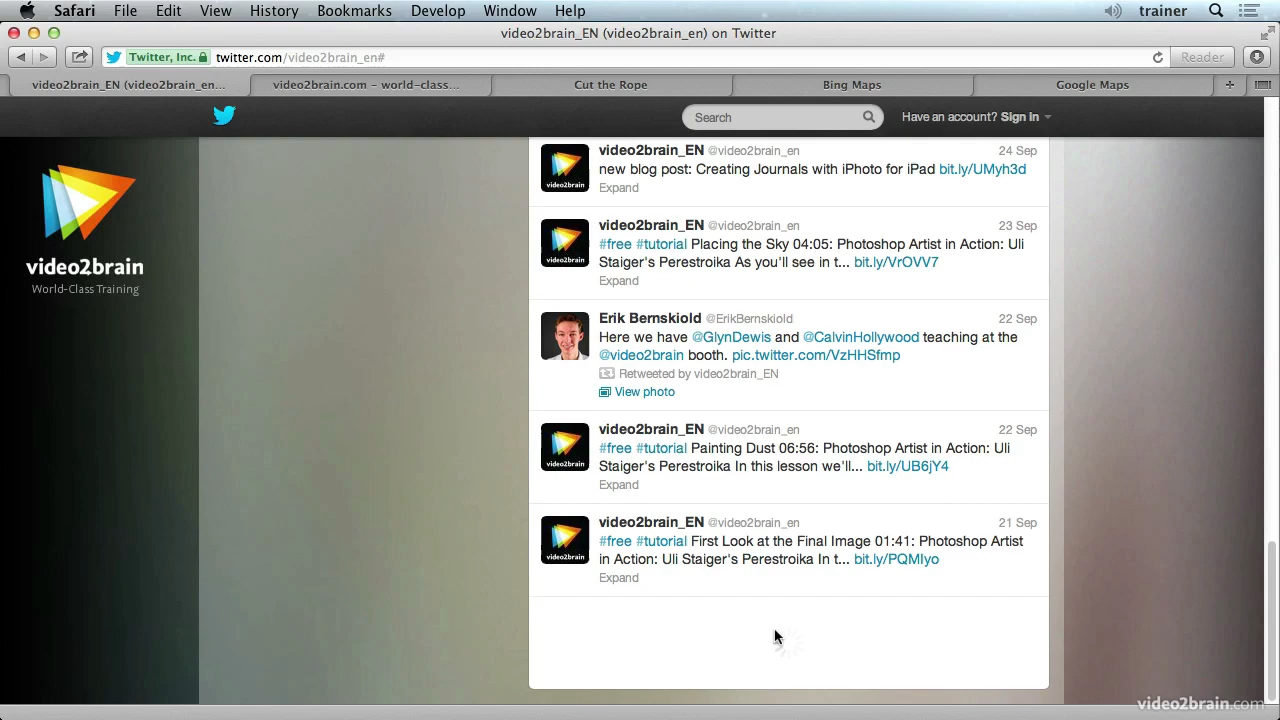 Safari File Edit View History Bookmarks Develop Window Help trainer
video2brain_EN (video2brain_en) on Twitter
Twitter, Inc. twitter.com/video2brain_en# Reader
video2brain_EN (video2brain_en... video2brain.com – world-class... Cut the Rope Bing Maps Google Maps +
Search Have an account? Sign in
video2brain
World-Class Training
video2brain_EN @video2brain_en 24 Sep
new blog post: Creating Journals with iPhoto for iPad bit.ly/UMyh3d
Expand
video2brain
video2brain_EN @video2brain_en 23 Sep
#free #tutorial Placing the Sky 04:05: Photoshop Artist in Action: Uli
Staiger's Perestroika As you'll see in t... bit.ly/VrOVV7
Expand
video2brain
Erik Bernskiold @ErikBernskiold 22 Sep
Here we have @GlynDewis and @CalvinHollywood teaching at the
@video2brain booth. pic.twitter.com/VzHHSfmp
Retweeted by video2brain_EN
View photo
video2brain_EN @video2brain_en 22 Sep
#free #tutorial Painting Dust 06:56: Photoshop Artist in Action: Uli
Staiger's Perestroika In this lesson we'll... bit.ly/UB6jY4
Expand
video2brain
video2brain_EN @video2brain_en 21 Sep
#free #tutorial First Look at the Final Image 01:41: Photoshop Artist
in Action: Uli Staiger's Perestroika In t... bit.ly/PQMIyo
Expand
video2brain
video2brain.com